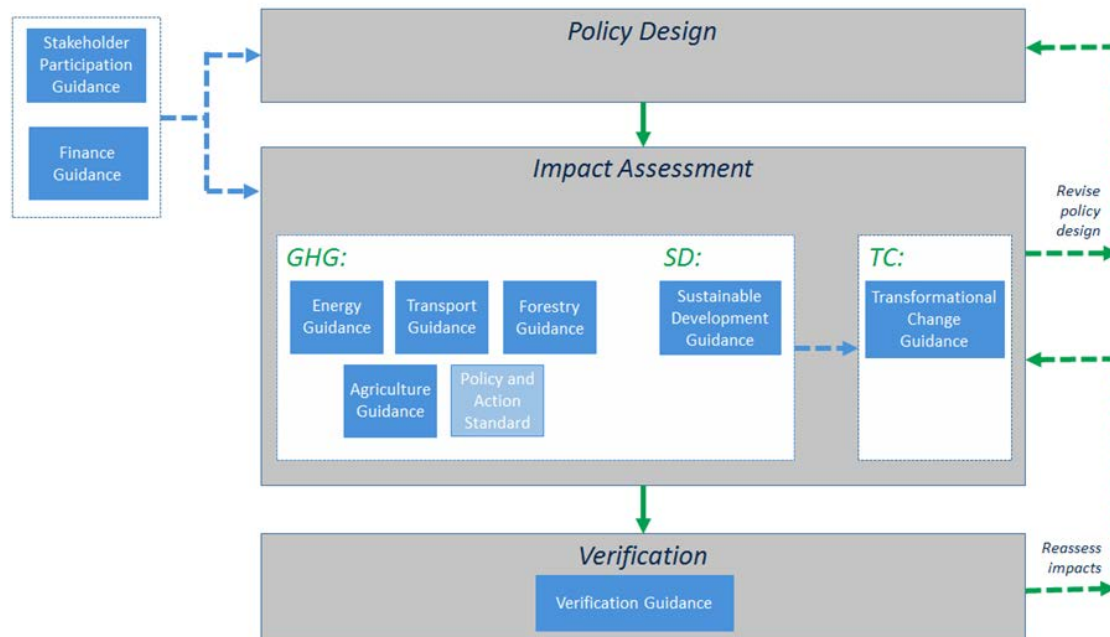 Stakeholder
Participation
Guidance
Finance
Guidance
Policy Design
Impact Assessment
GHG:
Energy
Guidance
Transport
Guidance
Forestry
Guidance
Agriculture
Guidance
Policy and
Action
Standard
SD:
Sustainable
Development
Guidance
TC:
Transformational
Change
Guidance
Revise
policy
design
Verification
Verification Guidance
Reassess
impacts